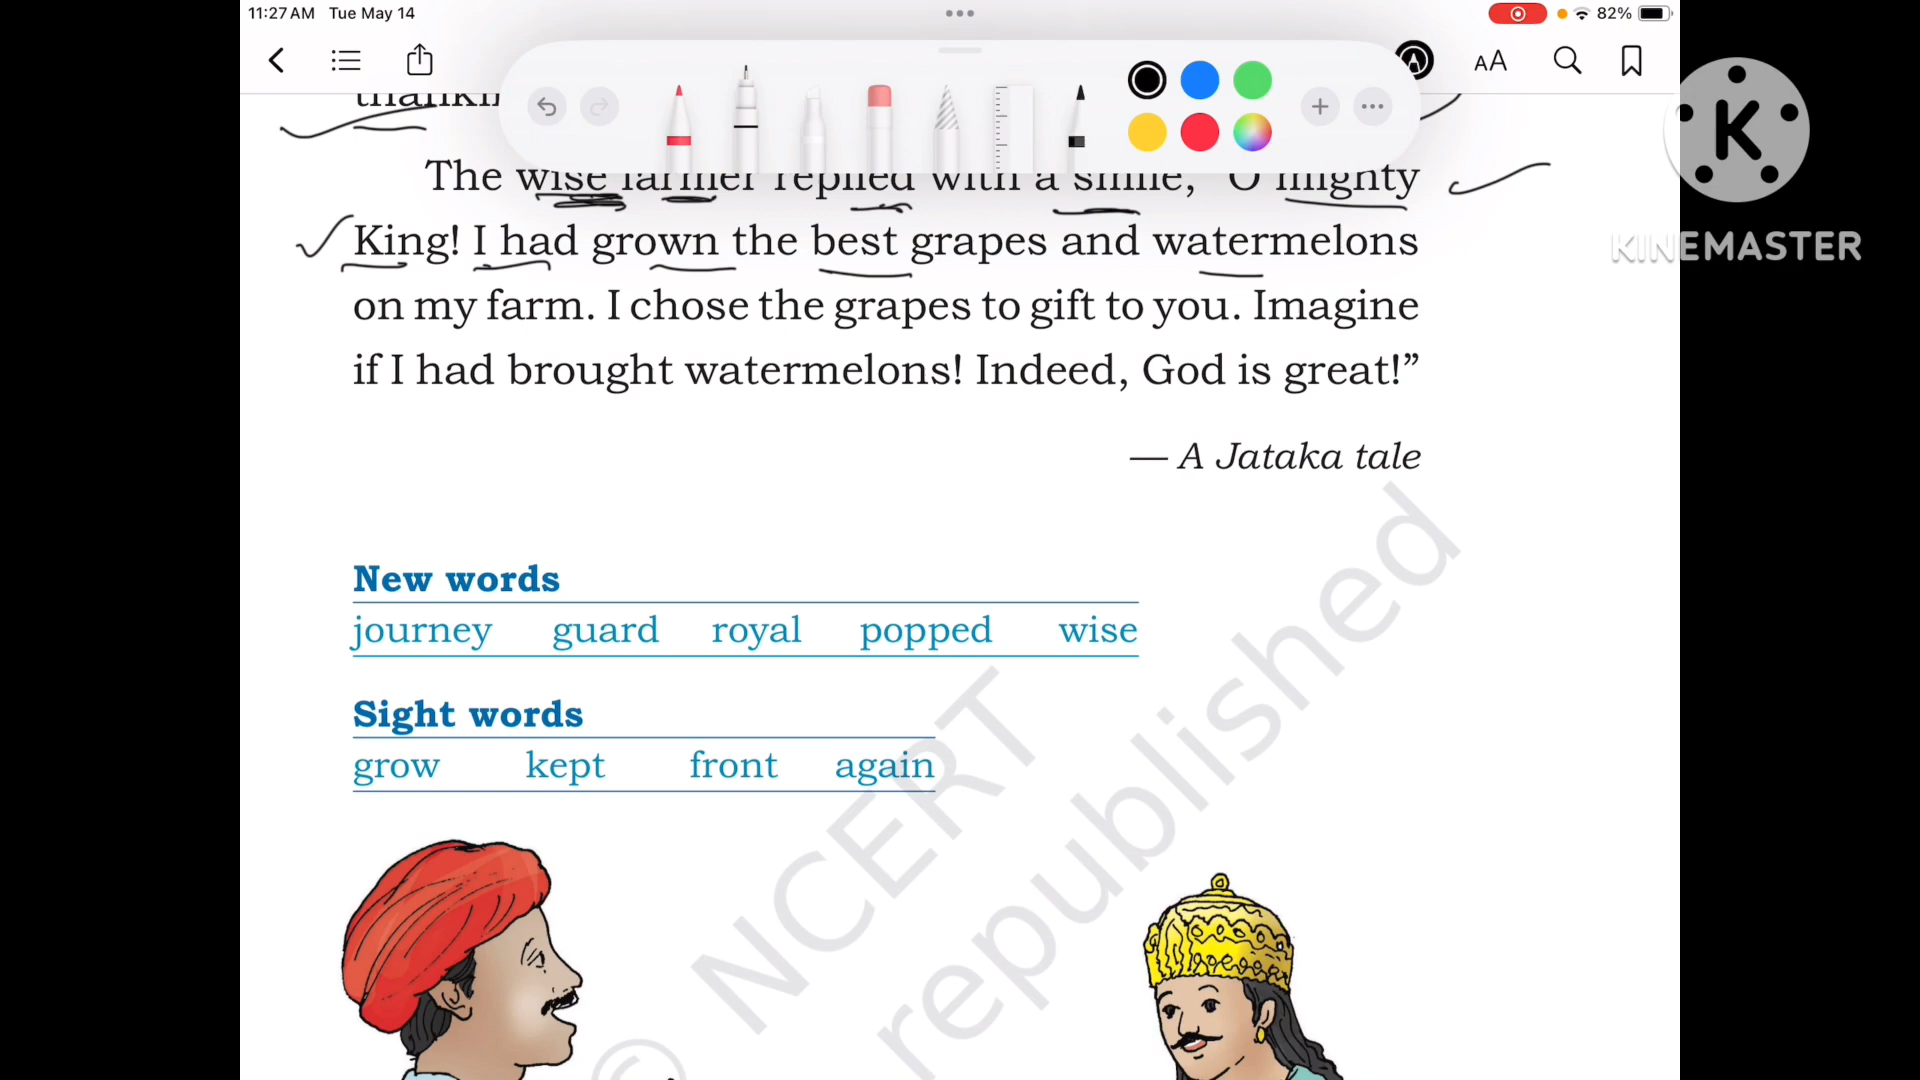 11:27 AM Tue May 14
82%
AA
K
KINEMASTER
The wise farmer replied with a smile, "O mighty
King! I had grown the best grapes and watermelons
on my farm. I chose the grapes to gift to you. Imagine
if I had brought watermelons! Indeed, God is great!”
— A Jataka tale
New words
journey guard royal popped wise
Sight words
grow kept front again
© NCERT
republished